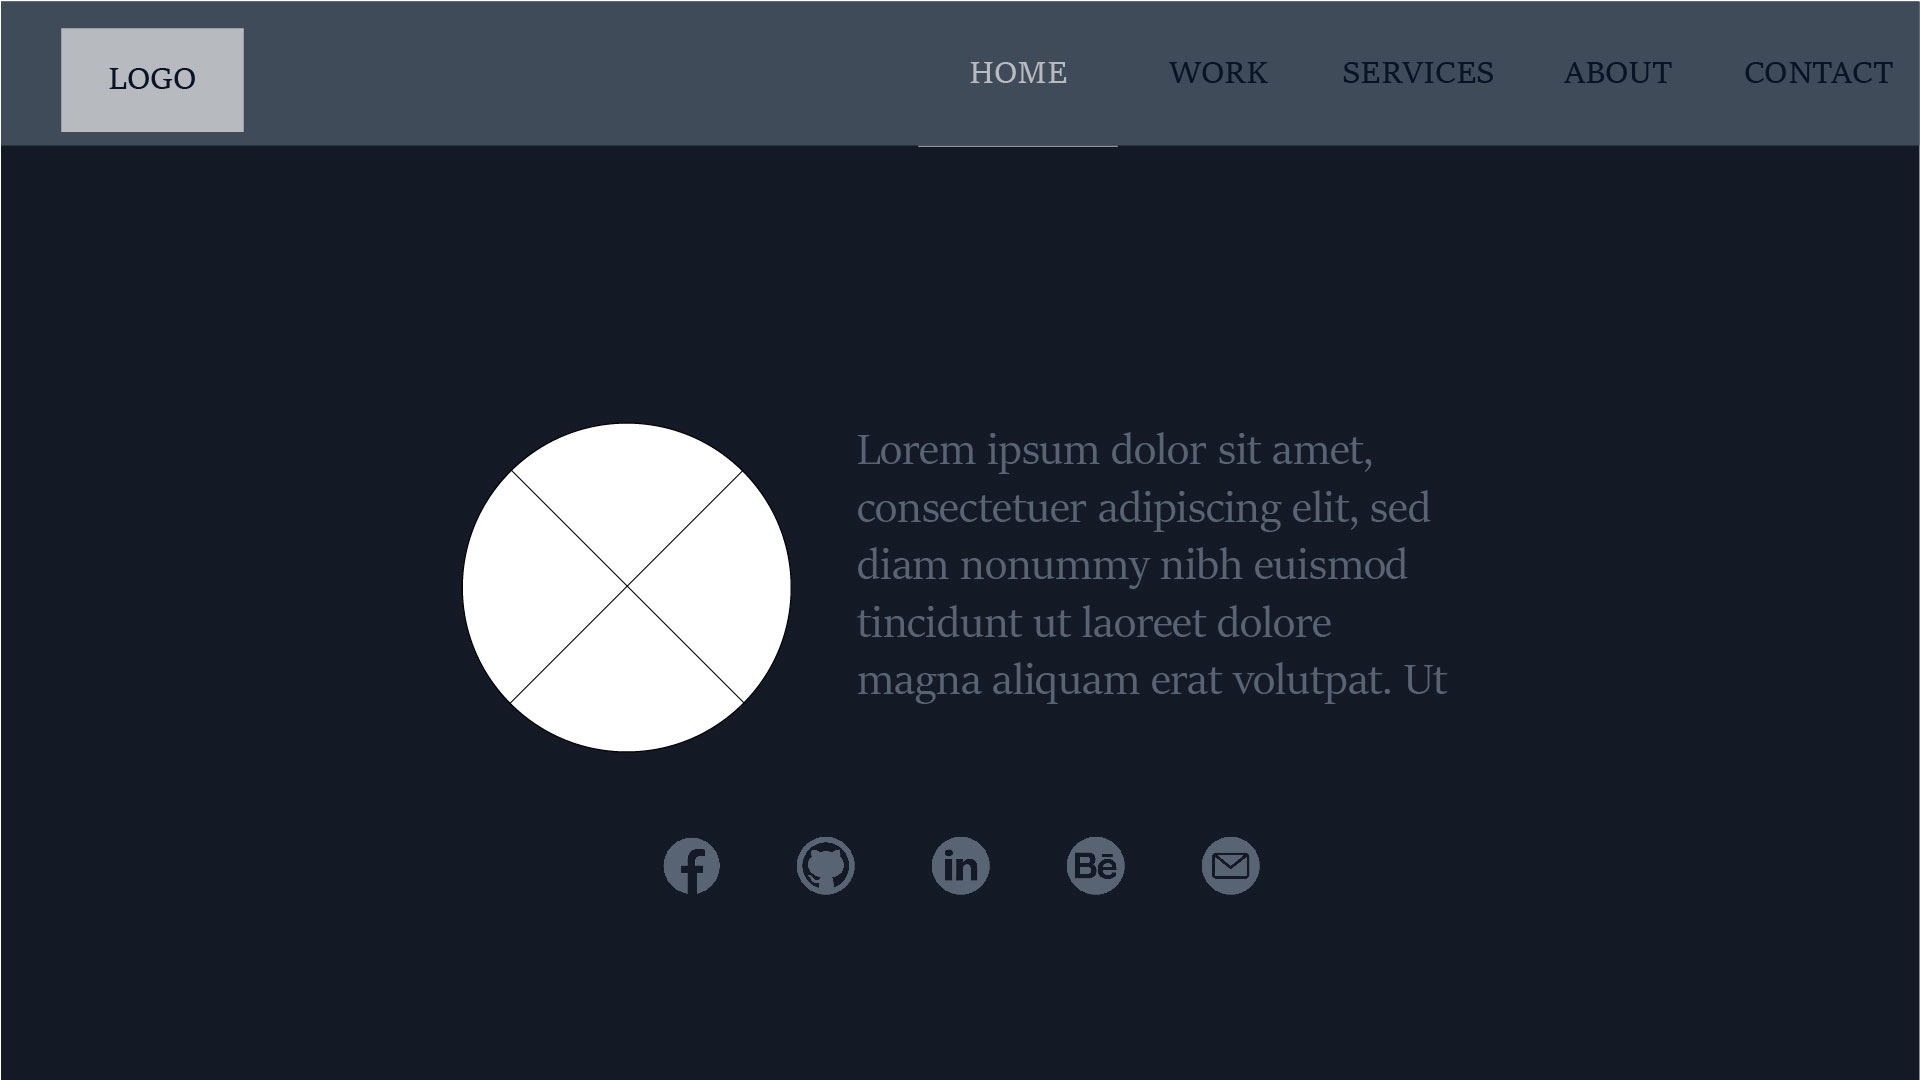 LOGO
HOME WORK SERVICES ABOUT CONTACT
Lorem ipsum dolor sit amet,
consectetuer adipiscing elit, sed
diam nonummy nibh euismod
tincidunt ut laoreet dolore
magna aliquam erat volutpat. Ut
f in Bē